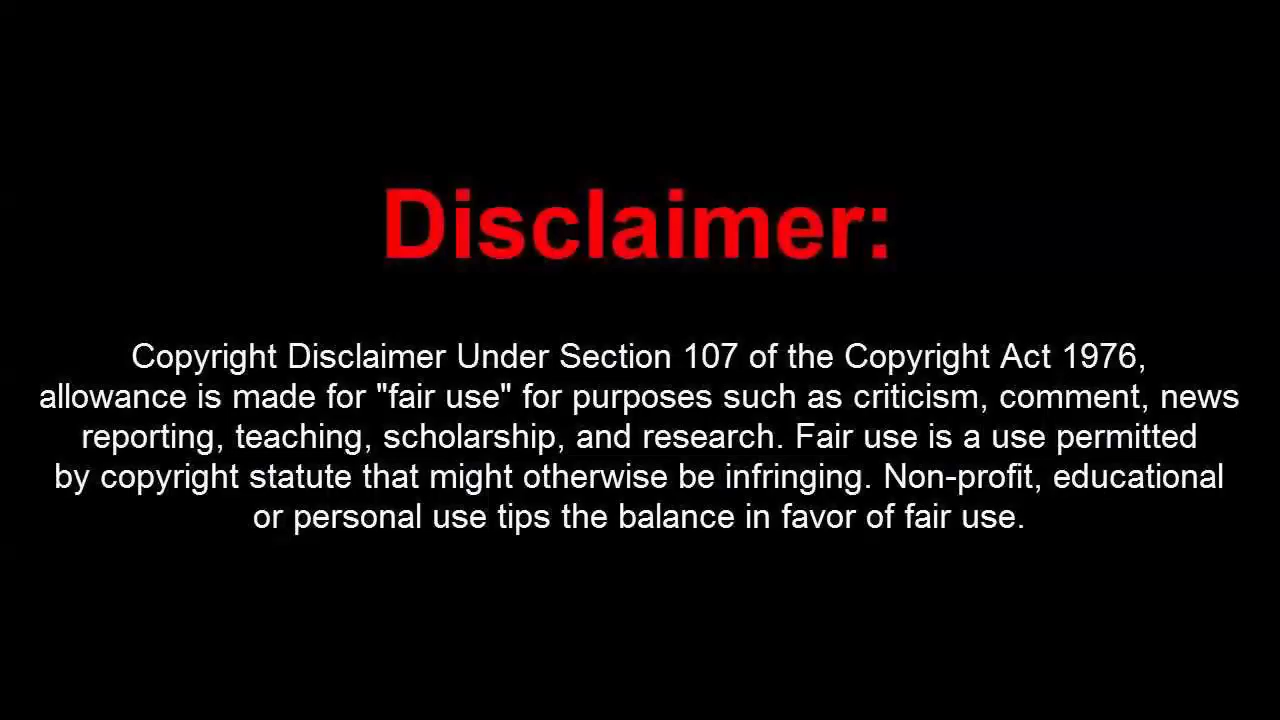 Disclaimer:
Copyright Disclaimer Under Section 107 of the Copyright Act 1976,
allowance is made for "fair use" for purposes such as criticism, comment, news
reporting, teaching, scholarship, and research. Fair use is a use permitted
by copyright statute that might otherwise be infringing. Non-profit, educational
or personal use tips the balance in favor of fair use.